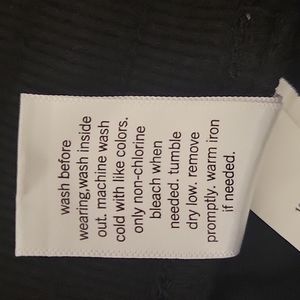 wash before
wearing,wash inside
out. machine wash
cold with like colors.
only non-chlorine
bleach when
needed. tumble
dry low. remove
promptly. warm iron
if needed.